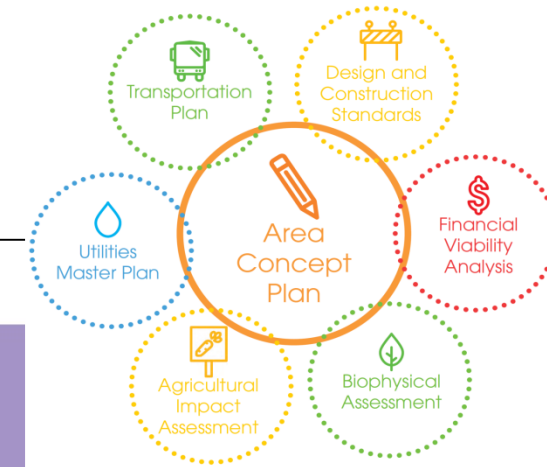 Transportation
Plan
Design and
Construction
Standards
Utilities
Master Plan
Area
Concept
Plan
$
Financial
Viability
Analysis
Agricultural
Impact
Assessment
Biophysical
Assessment